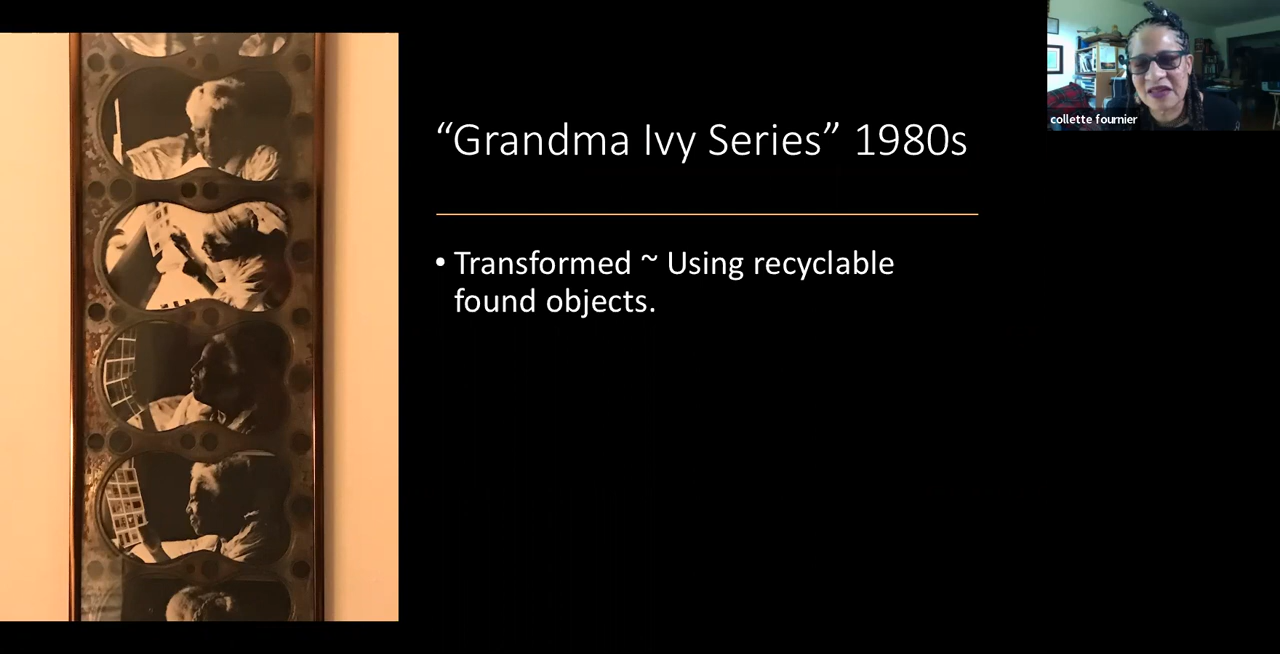 collette fournier
“Grandma Ivy Series” 1980s
• Transformed ~ Using recyclable
found objects.